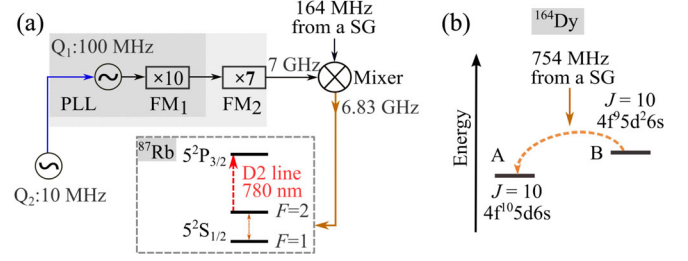 (a)
164 MHz
from a SG
Q₁:100 MHz
×10
×7
7 GHz
Mixer
PLL
FM₁
FM₂
6.83 GHz
Q₂:10 MHz
⁸⁷Rb
5²P₃/₂
D2 line
780 nm
F=2
5²S₁/₂
F=1
(b)
¹⁶⁴Dy
754 MHz
from a SG
Energy
J = 10
4f⁹5d²6s
A
B
J = 10
4f¹⁰5d6s